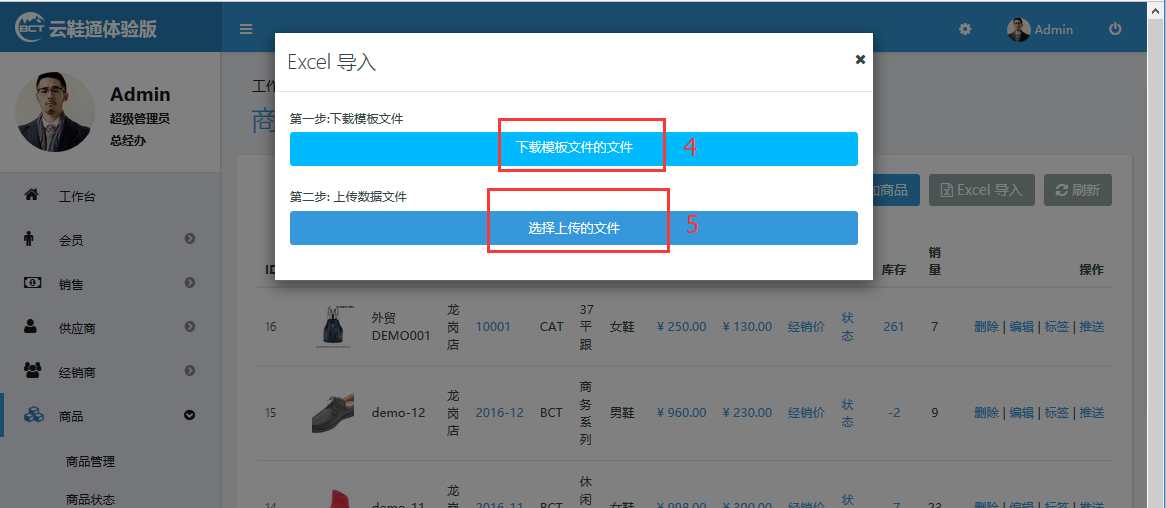 BCT 云鞋通体验版
Admin
Admin
超级管理员
总经办
工作台
会员
销售
供应商
经销商
商品
商品管理
商品状态
工作
商
Excel 导入
第一步:下载模板文件
下载模板文件的文件
4
第二步: 上传数据文件
选择上传的文件
5
加商品
Excel 导入
刷新
ID
库存
销量
操作
16 外贸DEMO001 龙岗店 10001 CAT 37平跟 女鞋 ¥ 250.00 ¥ 130.00 经销价 状态 261 7 删除 | 编辑 | 标签 | 推送
15 demo-12 龙岗店 2016-12 BCT 商务系列 男鞋 ¥ 960.00 ¥ 230.00 经销价 状态 -2 9 删除 | 编辑 | 标签 | 推送
14 demo-11 龙岗 2016-11 BCT 休闲 女鞋 ¥ 998.00 ¥ 300.00 经销价 状 7 23 删除 | 编辑 | 标签 | 推送